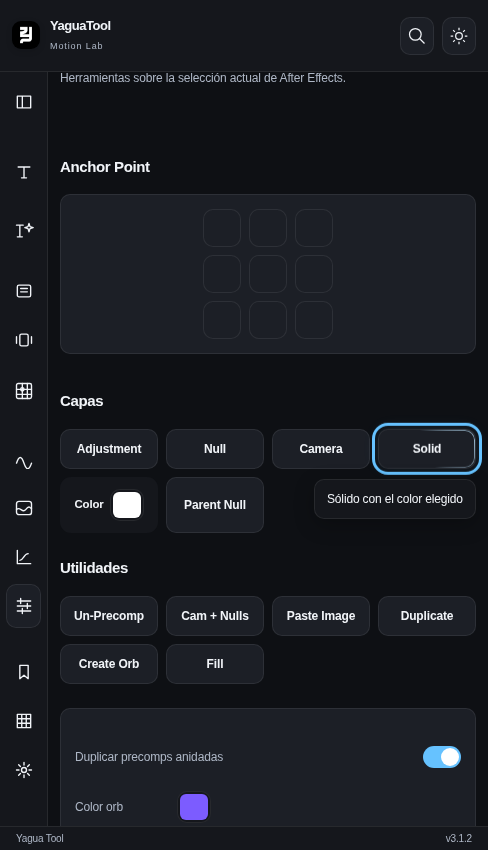 YaguaTool
Motion Lab
Herramientas sobre la selección actual de After Effects.
Anchor Point
Capas
Adjustment
Null
Camera
Solid
Color
Parent Null
Sólido con el color elegido
Utilidades
Un-Precomp
Cam + Nulls
Paste Image
Duplicate
Create Orb
Fill
Duplicar precomps anidadas
Color orb
Yagua Tool
v3.1.2